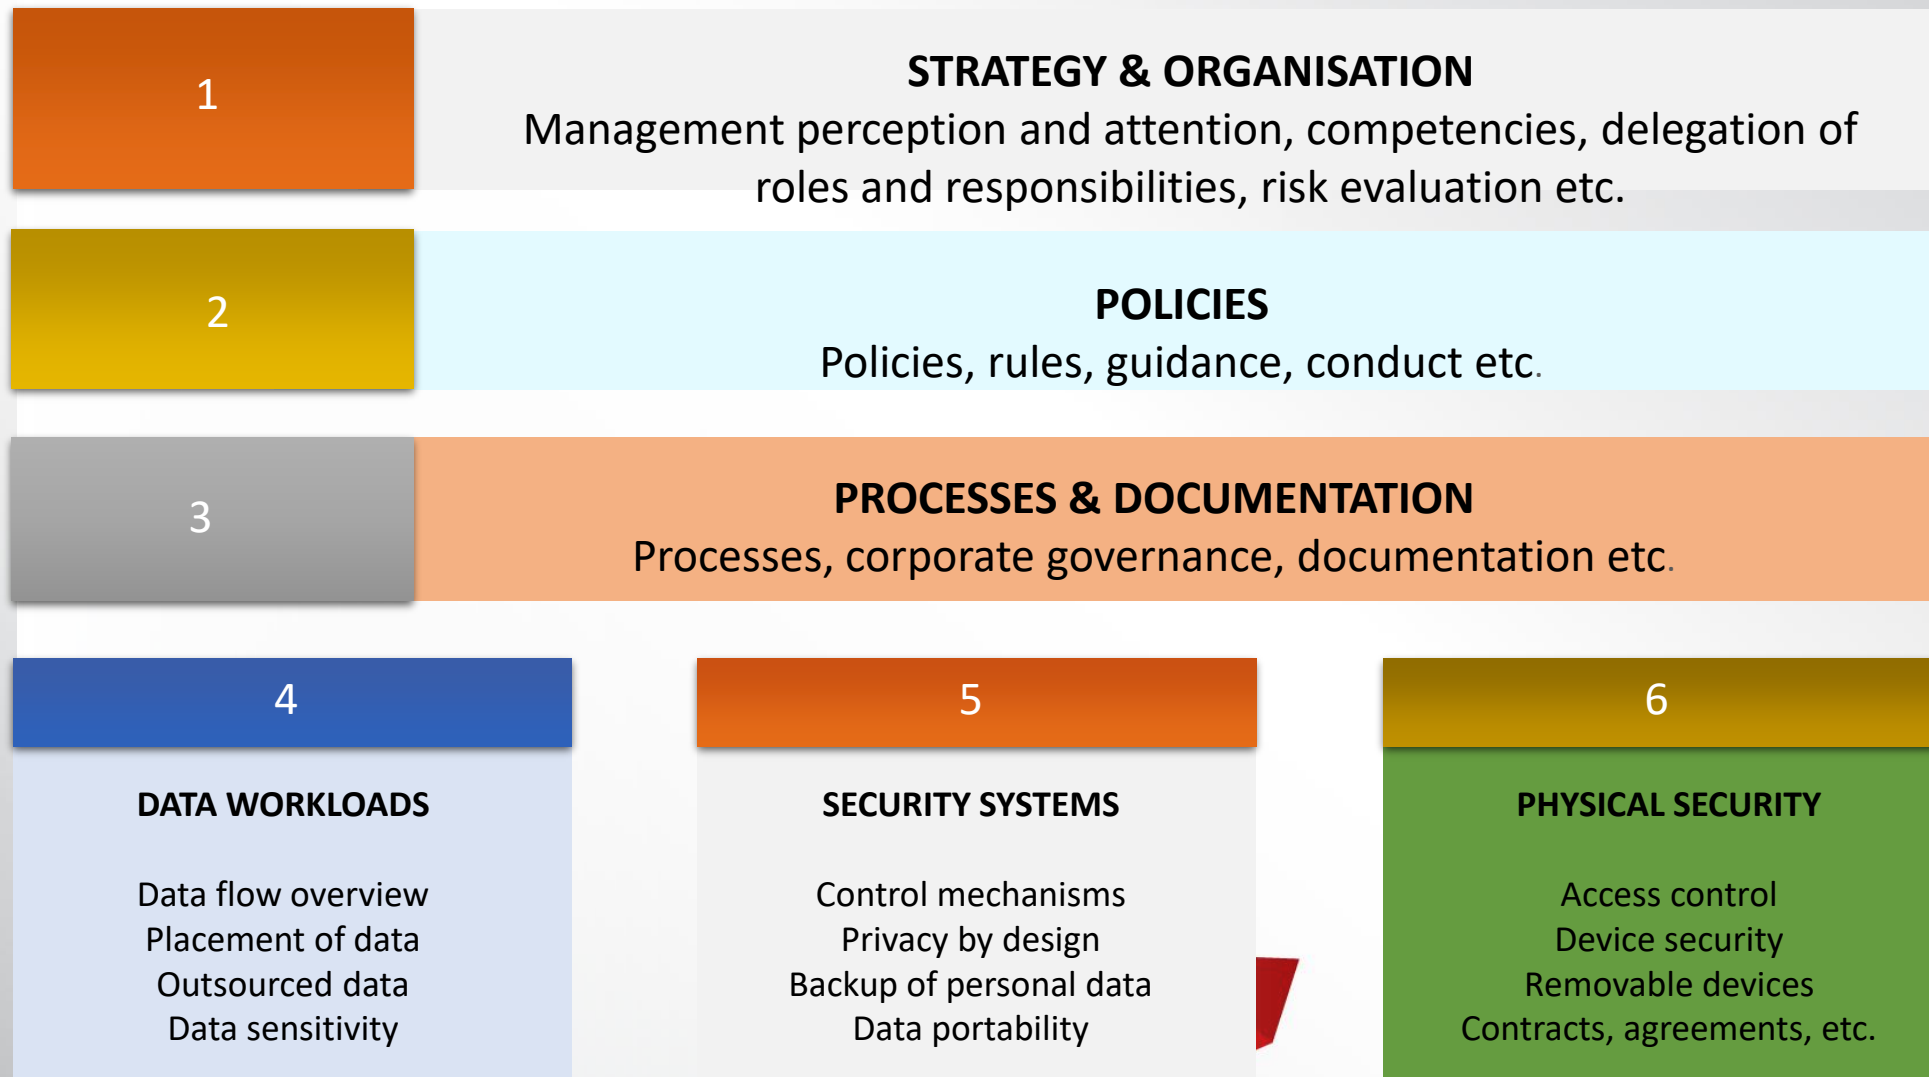 1
STRATEGY & ORGANISATION
Management perception and attention, competencies, delegation of
roles and responsibilities, risk evaluation etc.
2
POLICIES
Policies, rules, guidance, conduct etc.
3
PROCESSES & DOCUMENTATION
Processes, corporate governance, documentation etc.
4
DATA WORKLOADS
Data flow overview
Placement of data
Outsourced data
Data sensitivity
5
SECURITY SYSTEMS
Control mechanisms
Privacy by design
Backup of personal data
Data portability
6
PHYSICAL SECURITY
Access control
Device security
Removable devices
Contracts, agreements, etc.